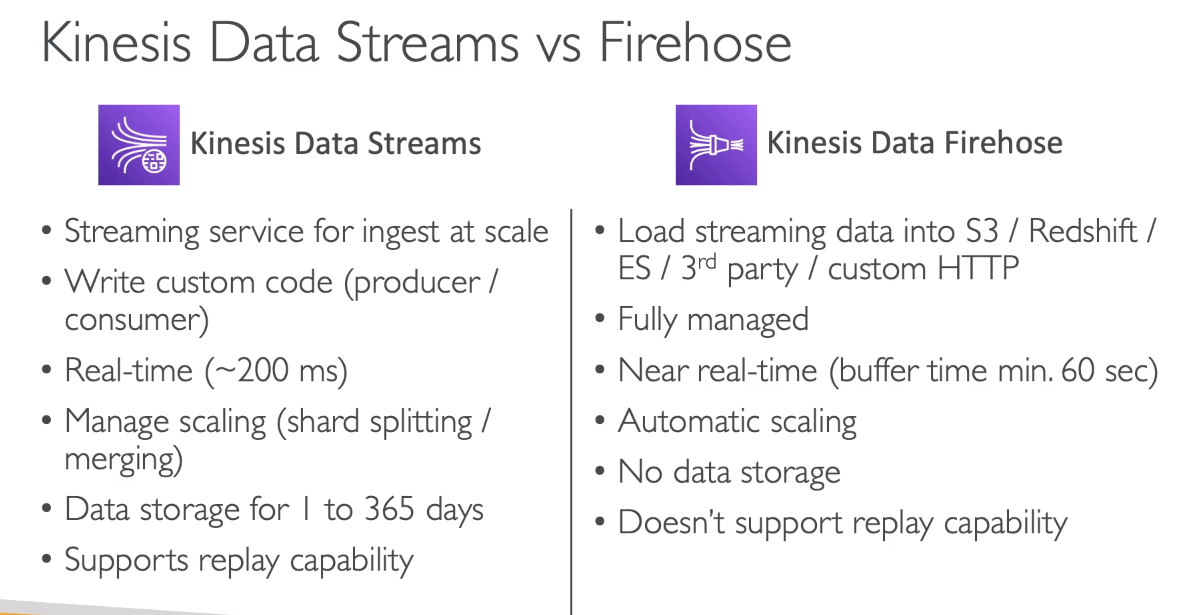 Kinesis Data Streams vs Firehose
Kinesis Data Streams
• Streaming service for ingest at scale
• Write custom code (producer /
consumer)
• Real-time (~200 ms)
• Manage scaling (shard splitting /
merging)
• Data storage for 1 to 365 days
• Supports replay capability
Kinesis Data Firehose
• Load streaming data into S3 / Redshift /
ES / 3rd party / custom HTTP
• Fully managed
• Near real-time (buffer time min. 60 sec)
• Automatic scaling
• No data storage
• Doesn’t support replay capability